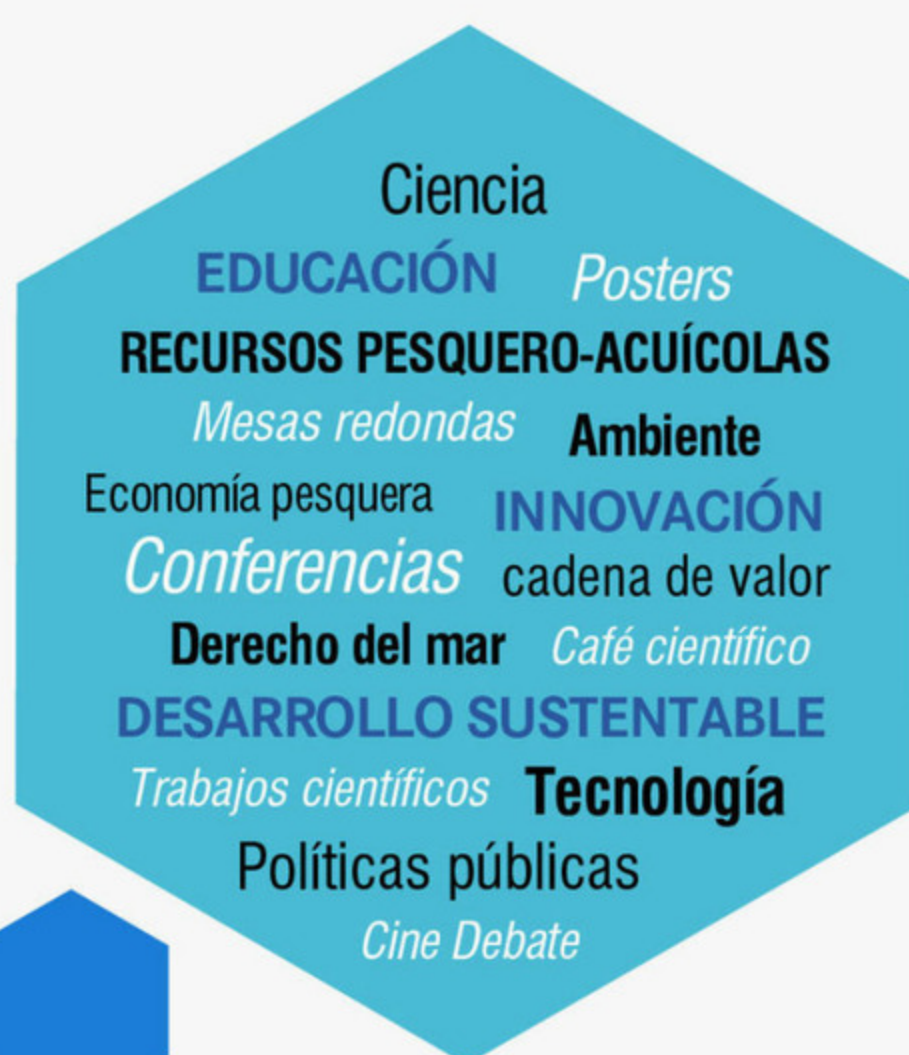 Ciencia
EDUCACIÓN Posters
RECURSOS PESQUERO-ACUÍCOLAS
Mesas redondas Ambiente
Economía pesquera INNOVACIÓN
Conferencias cadena de valor
Derecho del mar Café científico
DESARROLLO SUSTENTABLE
Trabajos científicos Tecnología
Políticas públicas
Cine Debate